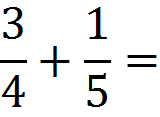 3/4 + 1/5 =